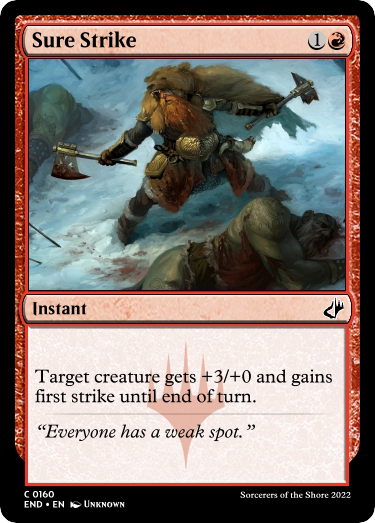 Sure Strike 1
Instant
Target creature gets +3/+0 and gains
first strike until end of turn.
“Everyone has a weak spot.”
C 0160
END • EN Unknown
Sorcerers of the Shore 2022